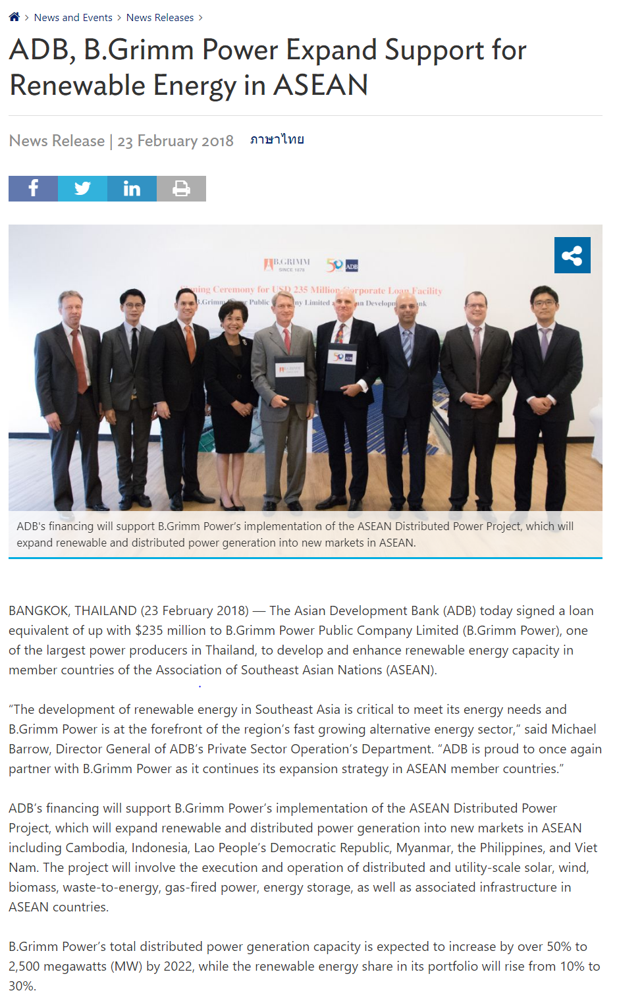 News and Events > News Releases >
ADB, B.Grimm Power Expand Support for
Renewable Energy in ASEAN
News Release | 23 February 2018 ภาษาไทย
B.GRIMM
SINCE 1878
50 ADB
Signing Ceremony for USD 235 Million Corporate Loan Facility
B.Grimm Public Limited Develop
B.GRIMM
50 ADB
ADB's financing will support B.Grimm Power’s implementation of the ASEAN Distributed Power Project, which will
expand renewable and distributed power generation into new markets in ASEAN.
BANGKOK, THAILAND (23 February 2018) — The Asian Development Bank (ADB) today signed a loan
equivalent of up with $235 million to B.Grimm Power Public Company Limited (B.Grimm Power), one
of the largest power producers in Thailand, to develop and enhance renewable energy capacity in
member countries of the Association of Southeast Asian Nations (ASEAN).
“The development of renewable energy in Southeast Asia is critical to meet its energy needs and
B.Grimm Power is at the forefront of the region’s fast growing alternative energy sector,” said Michael
Barrow, Director General of ADB’s Private Sector Operation’s Department. “ADB is proud to once again
partner with B.Grimm Power as it continues its expansion strategy in ASEAN member countries.”
ADB’s financing will support B.Grimm Power’s implementation of the ASEAN Distributed Power
Project, which will expand renewable and distributed power generation into new markets in ASEAN
including Cambodia, Indonesia, Lao People’s Democratic Republic, Myanmar, the Philippines, and Viet
Nam. The project will involve the execution and operation of distributed and utility-scale solar, wind,
biomass, waste-to-energy, gas-fired power, energy storage, as well as associated infrastructure in
ASEAN countries.
B.Grimm Power’s total distributed power generation capacity is expected to increase by over 50% to
2,500 megawatts (MW) by 2022, while the renewable energy share in its portfolio will rise from 10% to
30%.